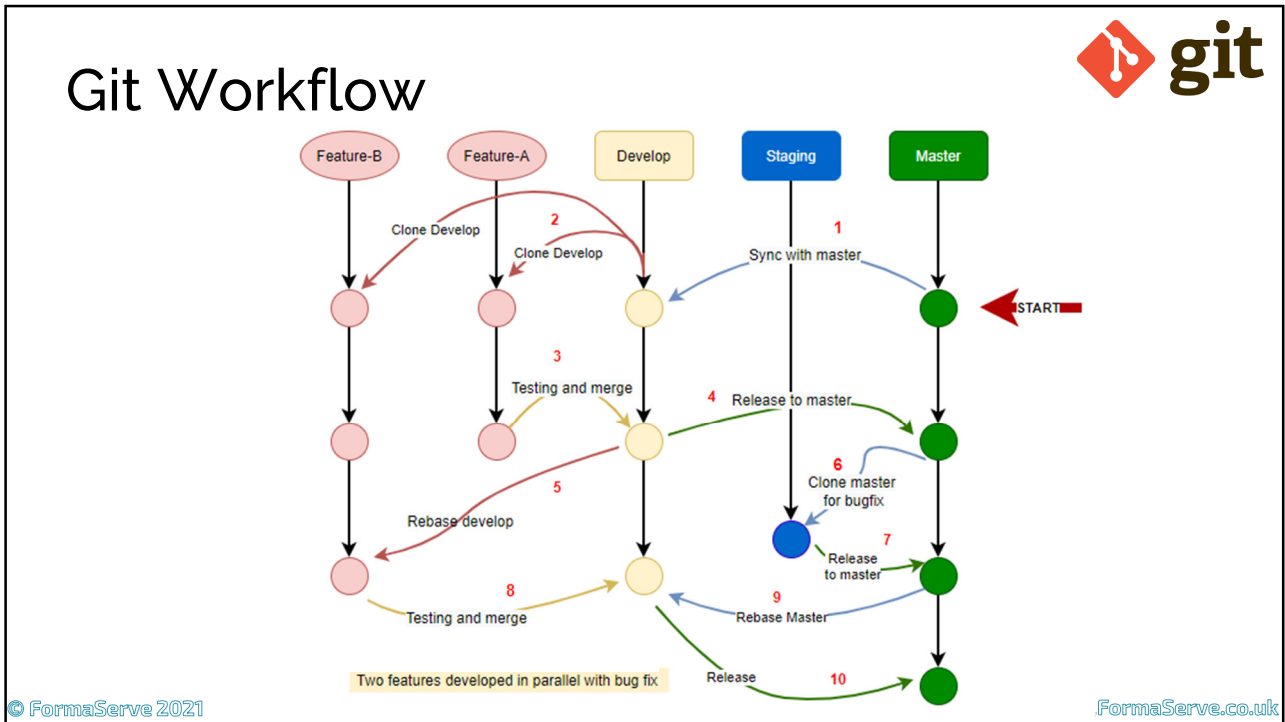 git
Git Workflow
Feature-B
Feature-A
Develop
Staging
Master
1
2
Clone Develop
Clone Develop
Sync with master
START
3
Testing and merge
4
Release to master
5
Rebase develop
6
Clone master
for bugfix
7
Release
to master
8
Testing and merge
9
Rebase Master
Release
10
Two features developed in parallel with bug fix
© FormaServe 2021
FormaServe.co.uk